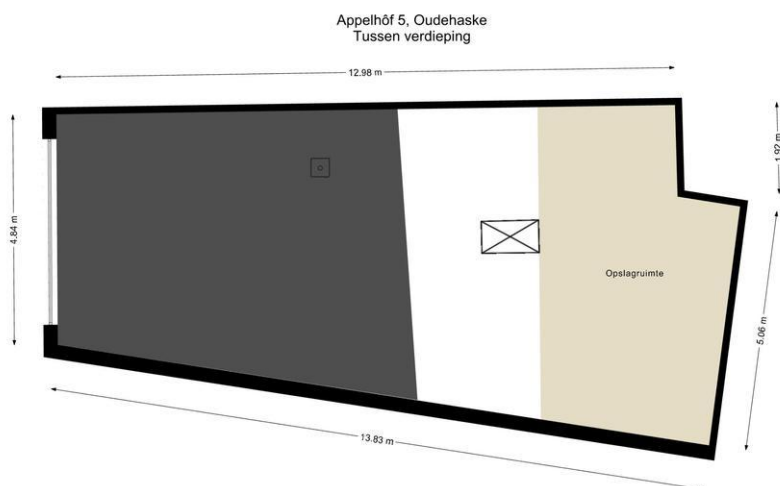 Appelhôf 5, Oudehaske
Tussen verdieping
12.98 m
1.92 m
4.84 m
Opslagruimte
5.06 m
13.83 m